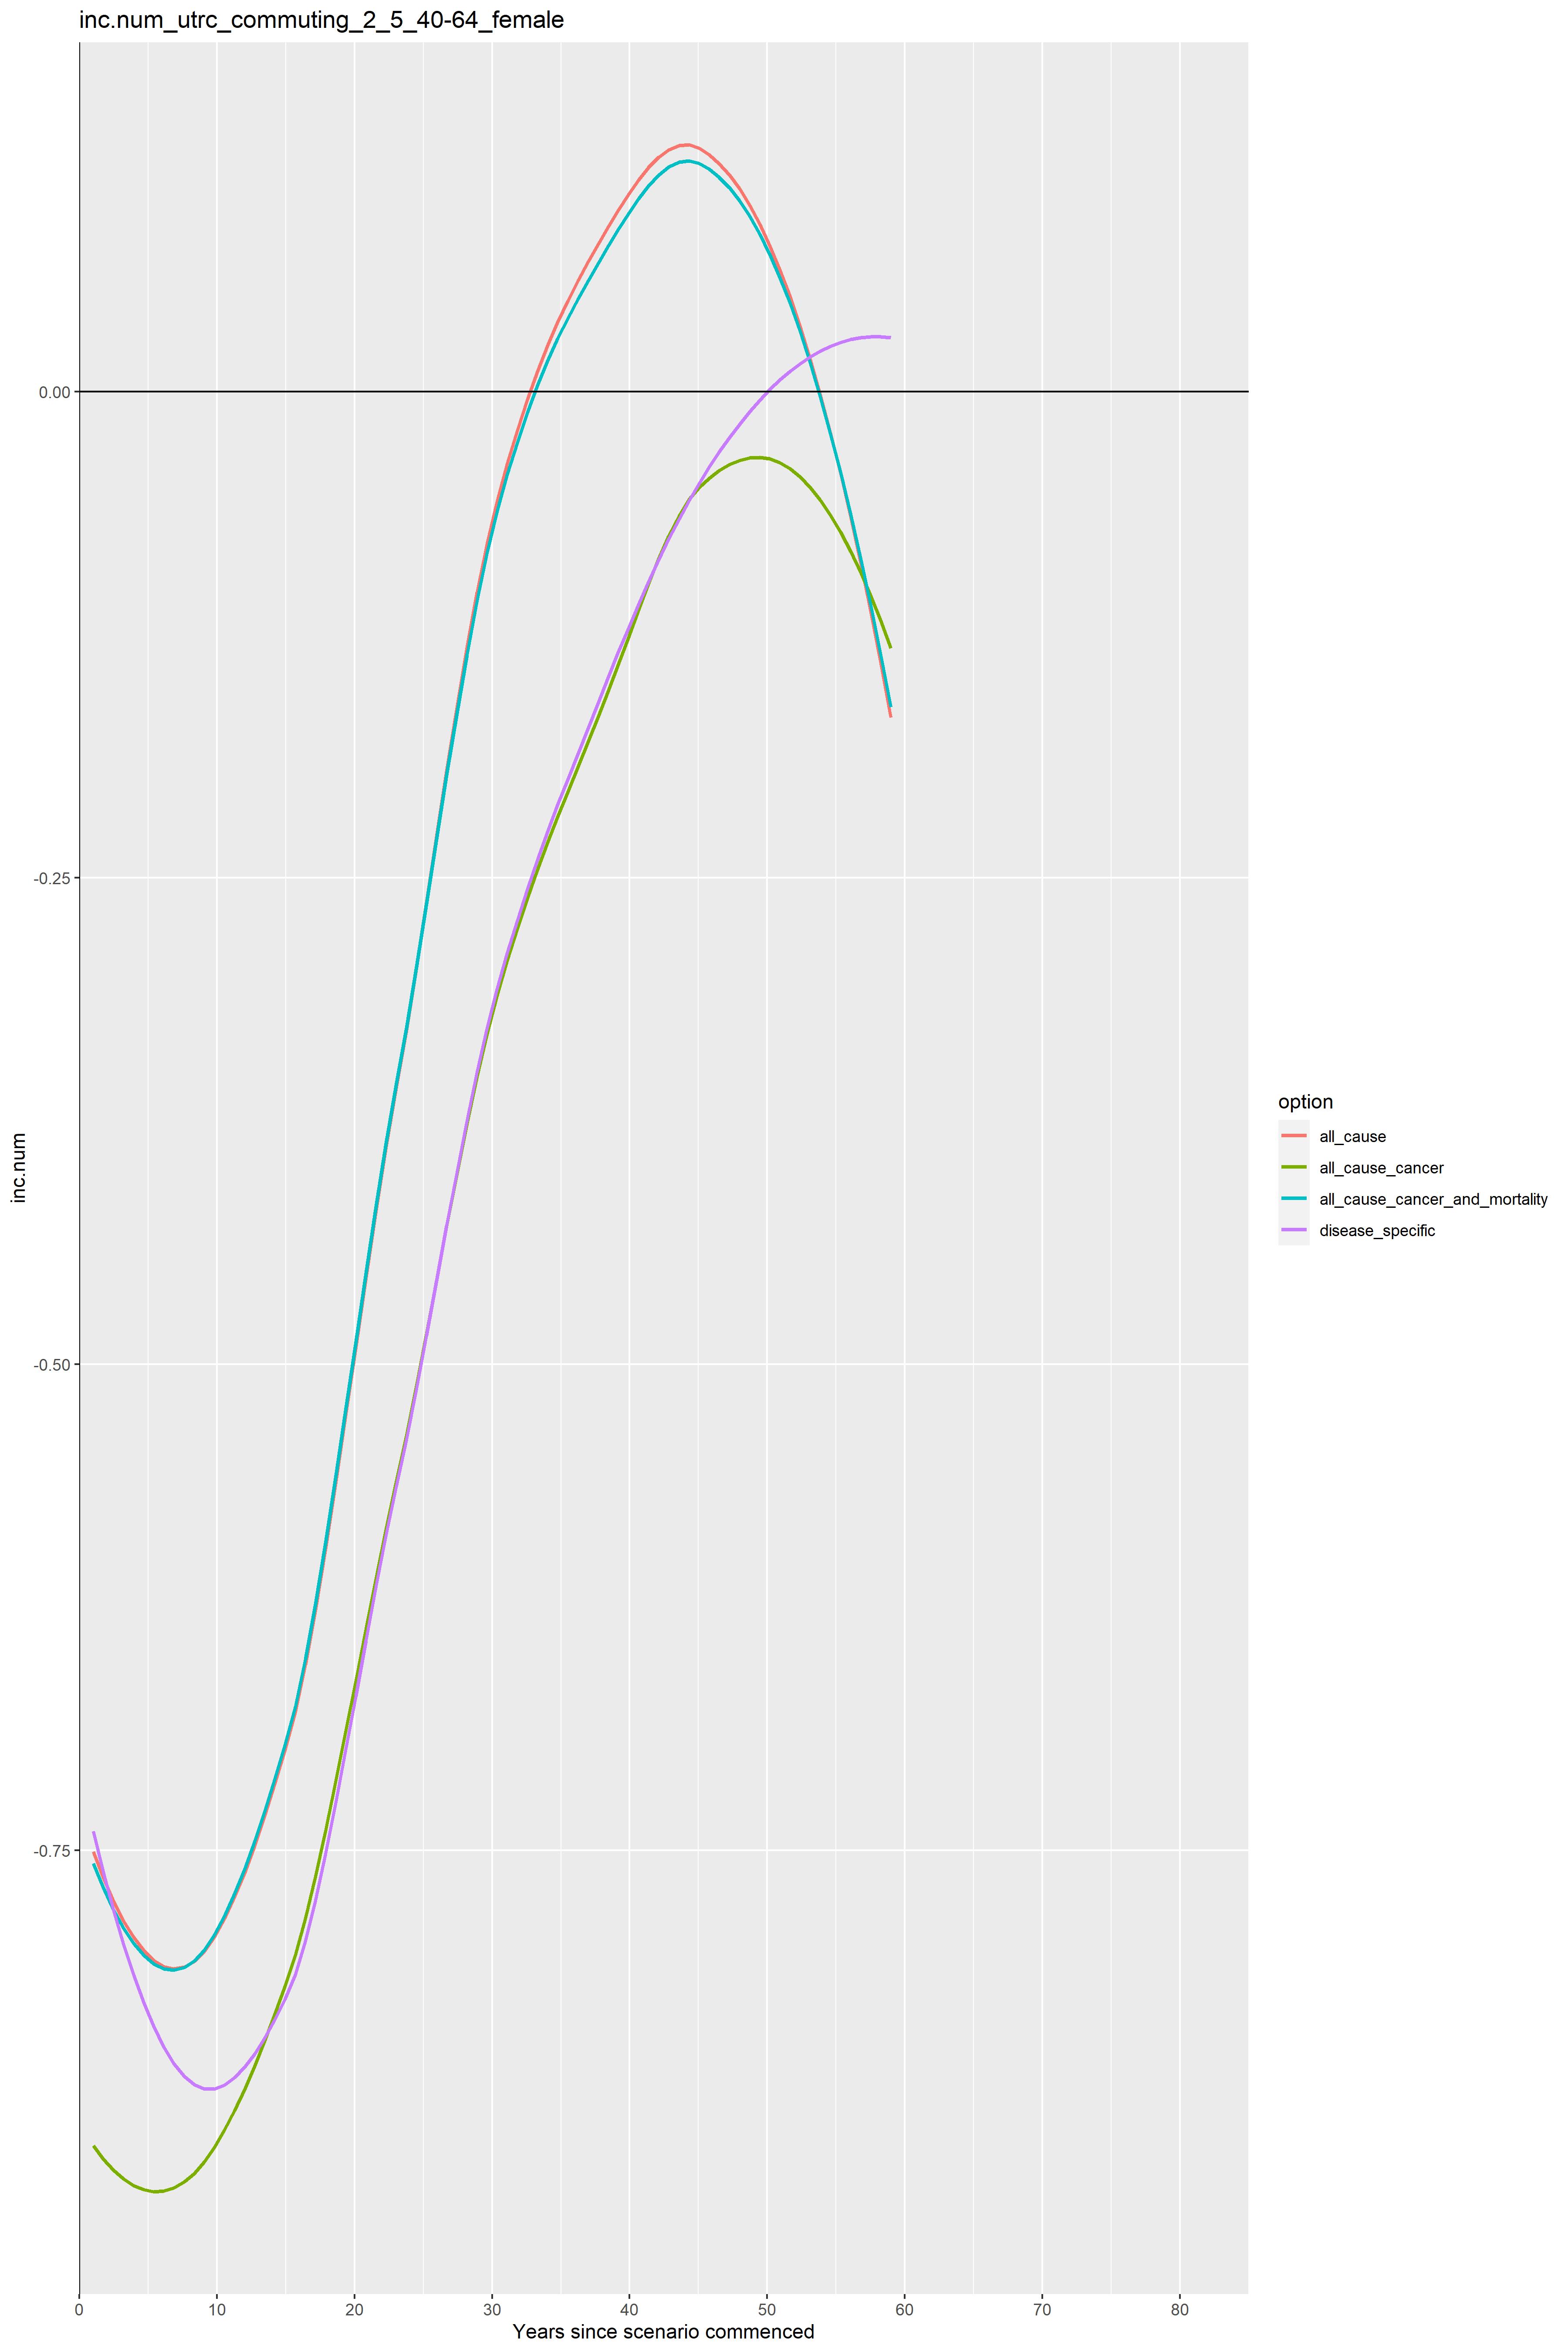 inc.num_utrc_commuting_2_5_40-64_female
inc.num
0.00
-0.25
-0.50
-0.75
0 10 20 30 40 50 60 70 80
Years since scenario commenced
option
all_cause
all_cause_cancer
all_cause_cancer_and_mortality
disease_specific